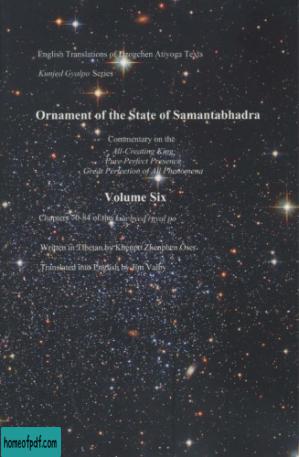 English Translations of Dzogchen Atiyoga Texts
Kunjed Gyalpo Series
Ornament of the State of Samantabhadra
Commentary on the
All-Creating King
Pure Perfect Presence
Great Perfection of All Phenomena
Volume Six
Chapters 70-84 of the Kun byed rgyal po
Written in Tibetan by Khenpo Zhenphen Öser
Translated into English by Jim Valby
homeofpdf.com